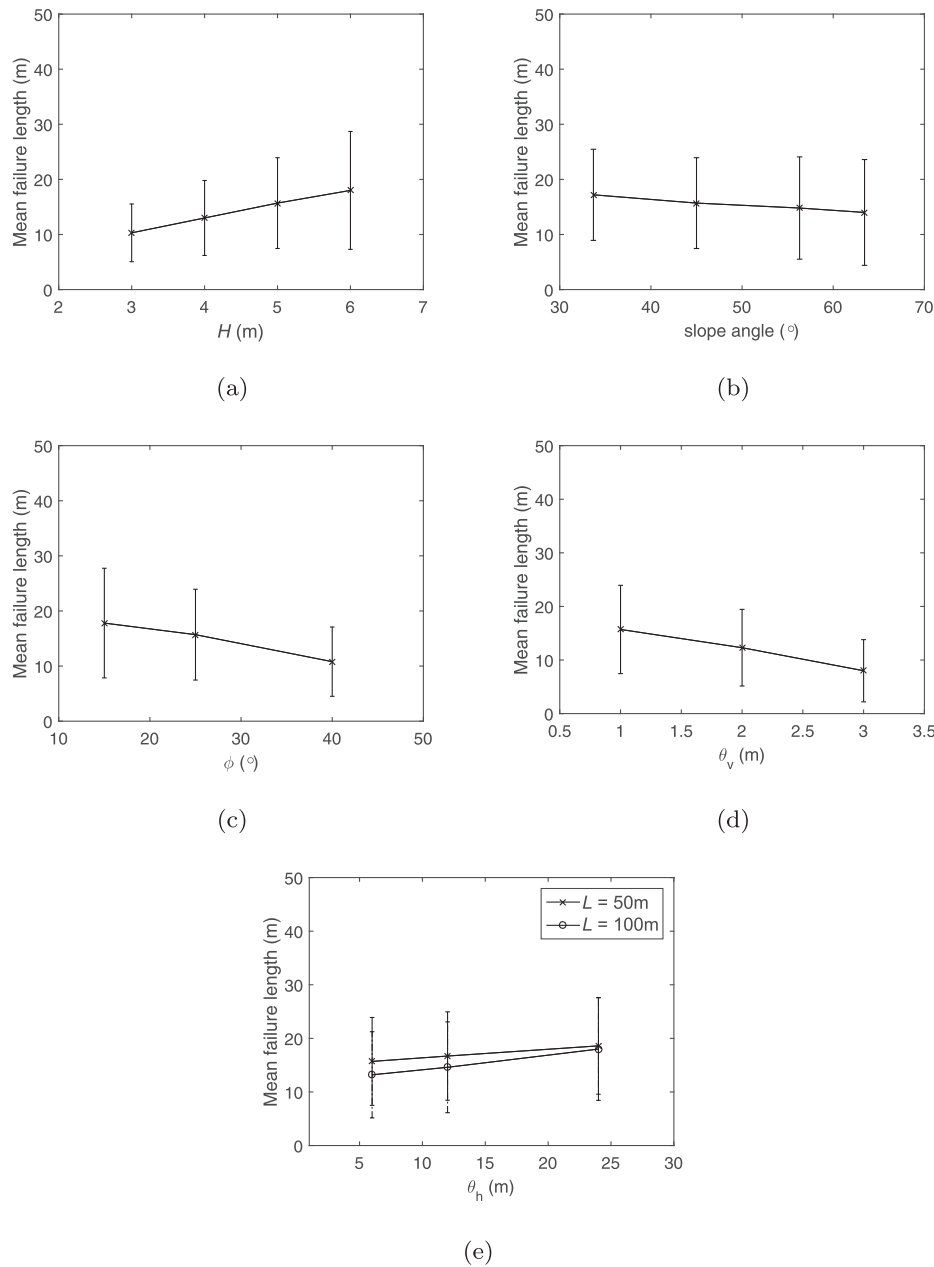 50
40
30
20
10
0
Mean failure length (m)
2 3 4 5 6 7
H (m)
(a)
50
40
30
20
10
0
Mean failure length (m)
30 40 50 60 70
slope angle (°)
(b)
50
40
30
20
10
0
Mean failure length (m)
10 20 30 40 50
ϕ (°)
(c)
50
40
30
20
10
0
Mean failure length (m)
0.5 1 1.5 2 2.5 3 3.5
θv (m)
(d)
50
40
30
20
10
0
Mean failure length (m)
L = 50m
L = 100m
5 10 15 20 25 30
θh (m)
(e)